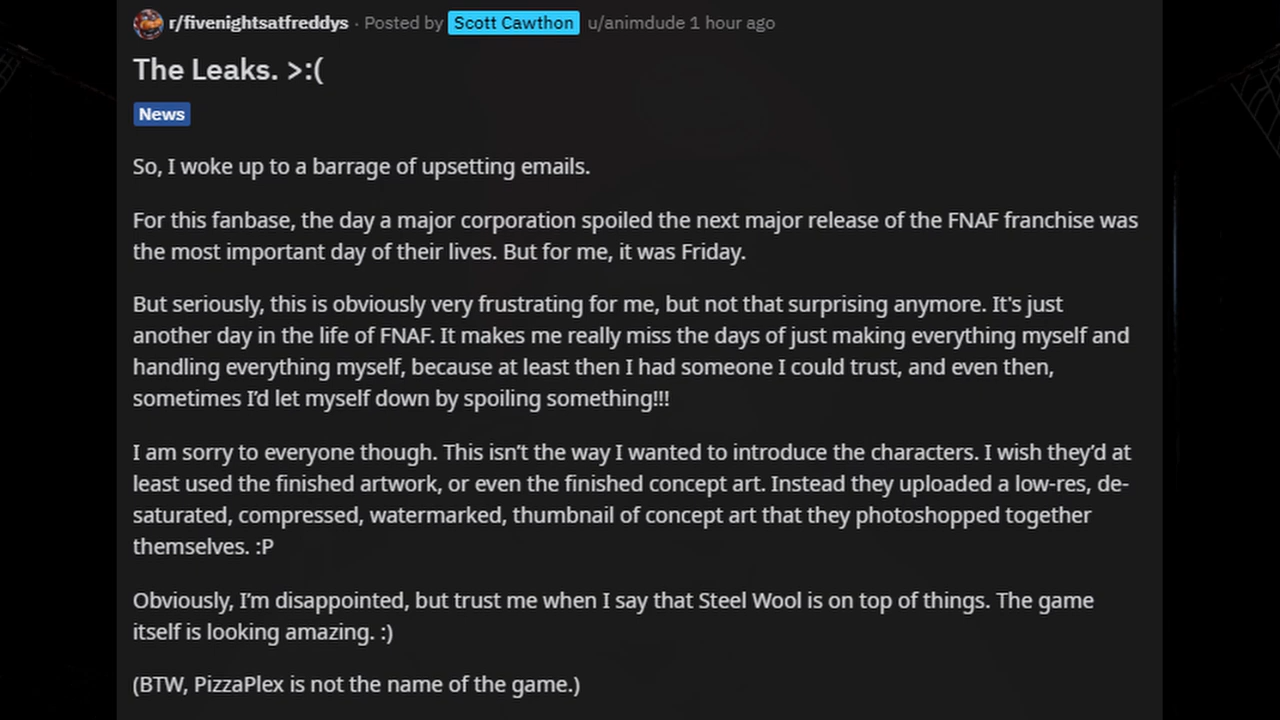 r/fivenightsatfreddys · Posted by Scott Cawthon u/animdude 1 hour ago
The Leaks. >:(
News
So, I woke up to a barrage of upsetting emails.
For this fanbase, the day a major corporation spoiled the next major release of the FNAF franchise was
the most important day of their lives. But for me, it was Friday.
But seriously, this is obviously very frustrating for me, but not that surprising anymore. It's just
another day in the life of FNAF. It makes me really miss the days of just making everything myself and
handling everything myself, because at least then I had someone I could trust, and even then,
sometimes I’d let myself down by spoiling something!!!
I am sorry to everyone though. This isn’t the way I wanted to introduce the characters. I wish they’d at
least used the finished artwork, or even the finished concept art. Instead they uploaded a low-res, de-
saturated, compressed, watermarked, thumbnail of concept art that they photoshopped together
themselves. :P
Obviously, I’m disappointed, but trust me when I say that Steel Wool is on top of things. The game
itself is looking amazing. :)
(BTW, PizzaPlex is not the name of the game.)